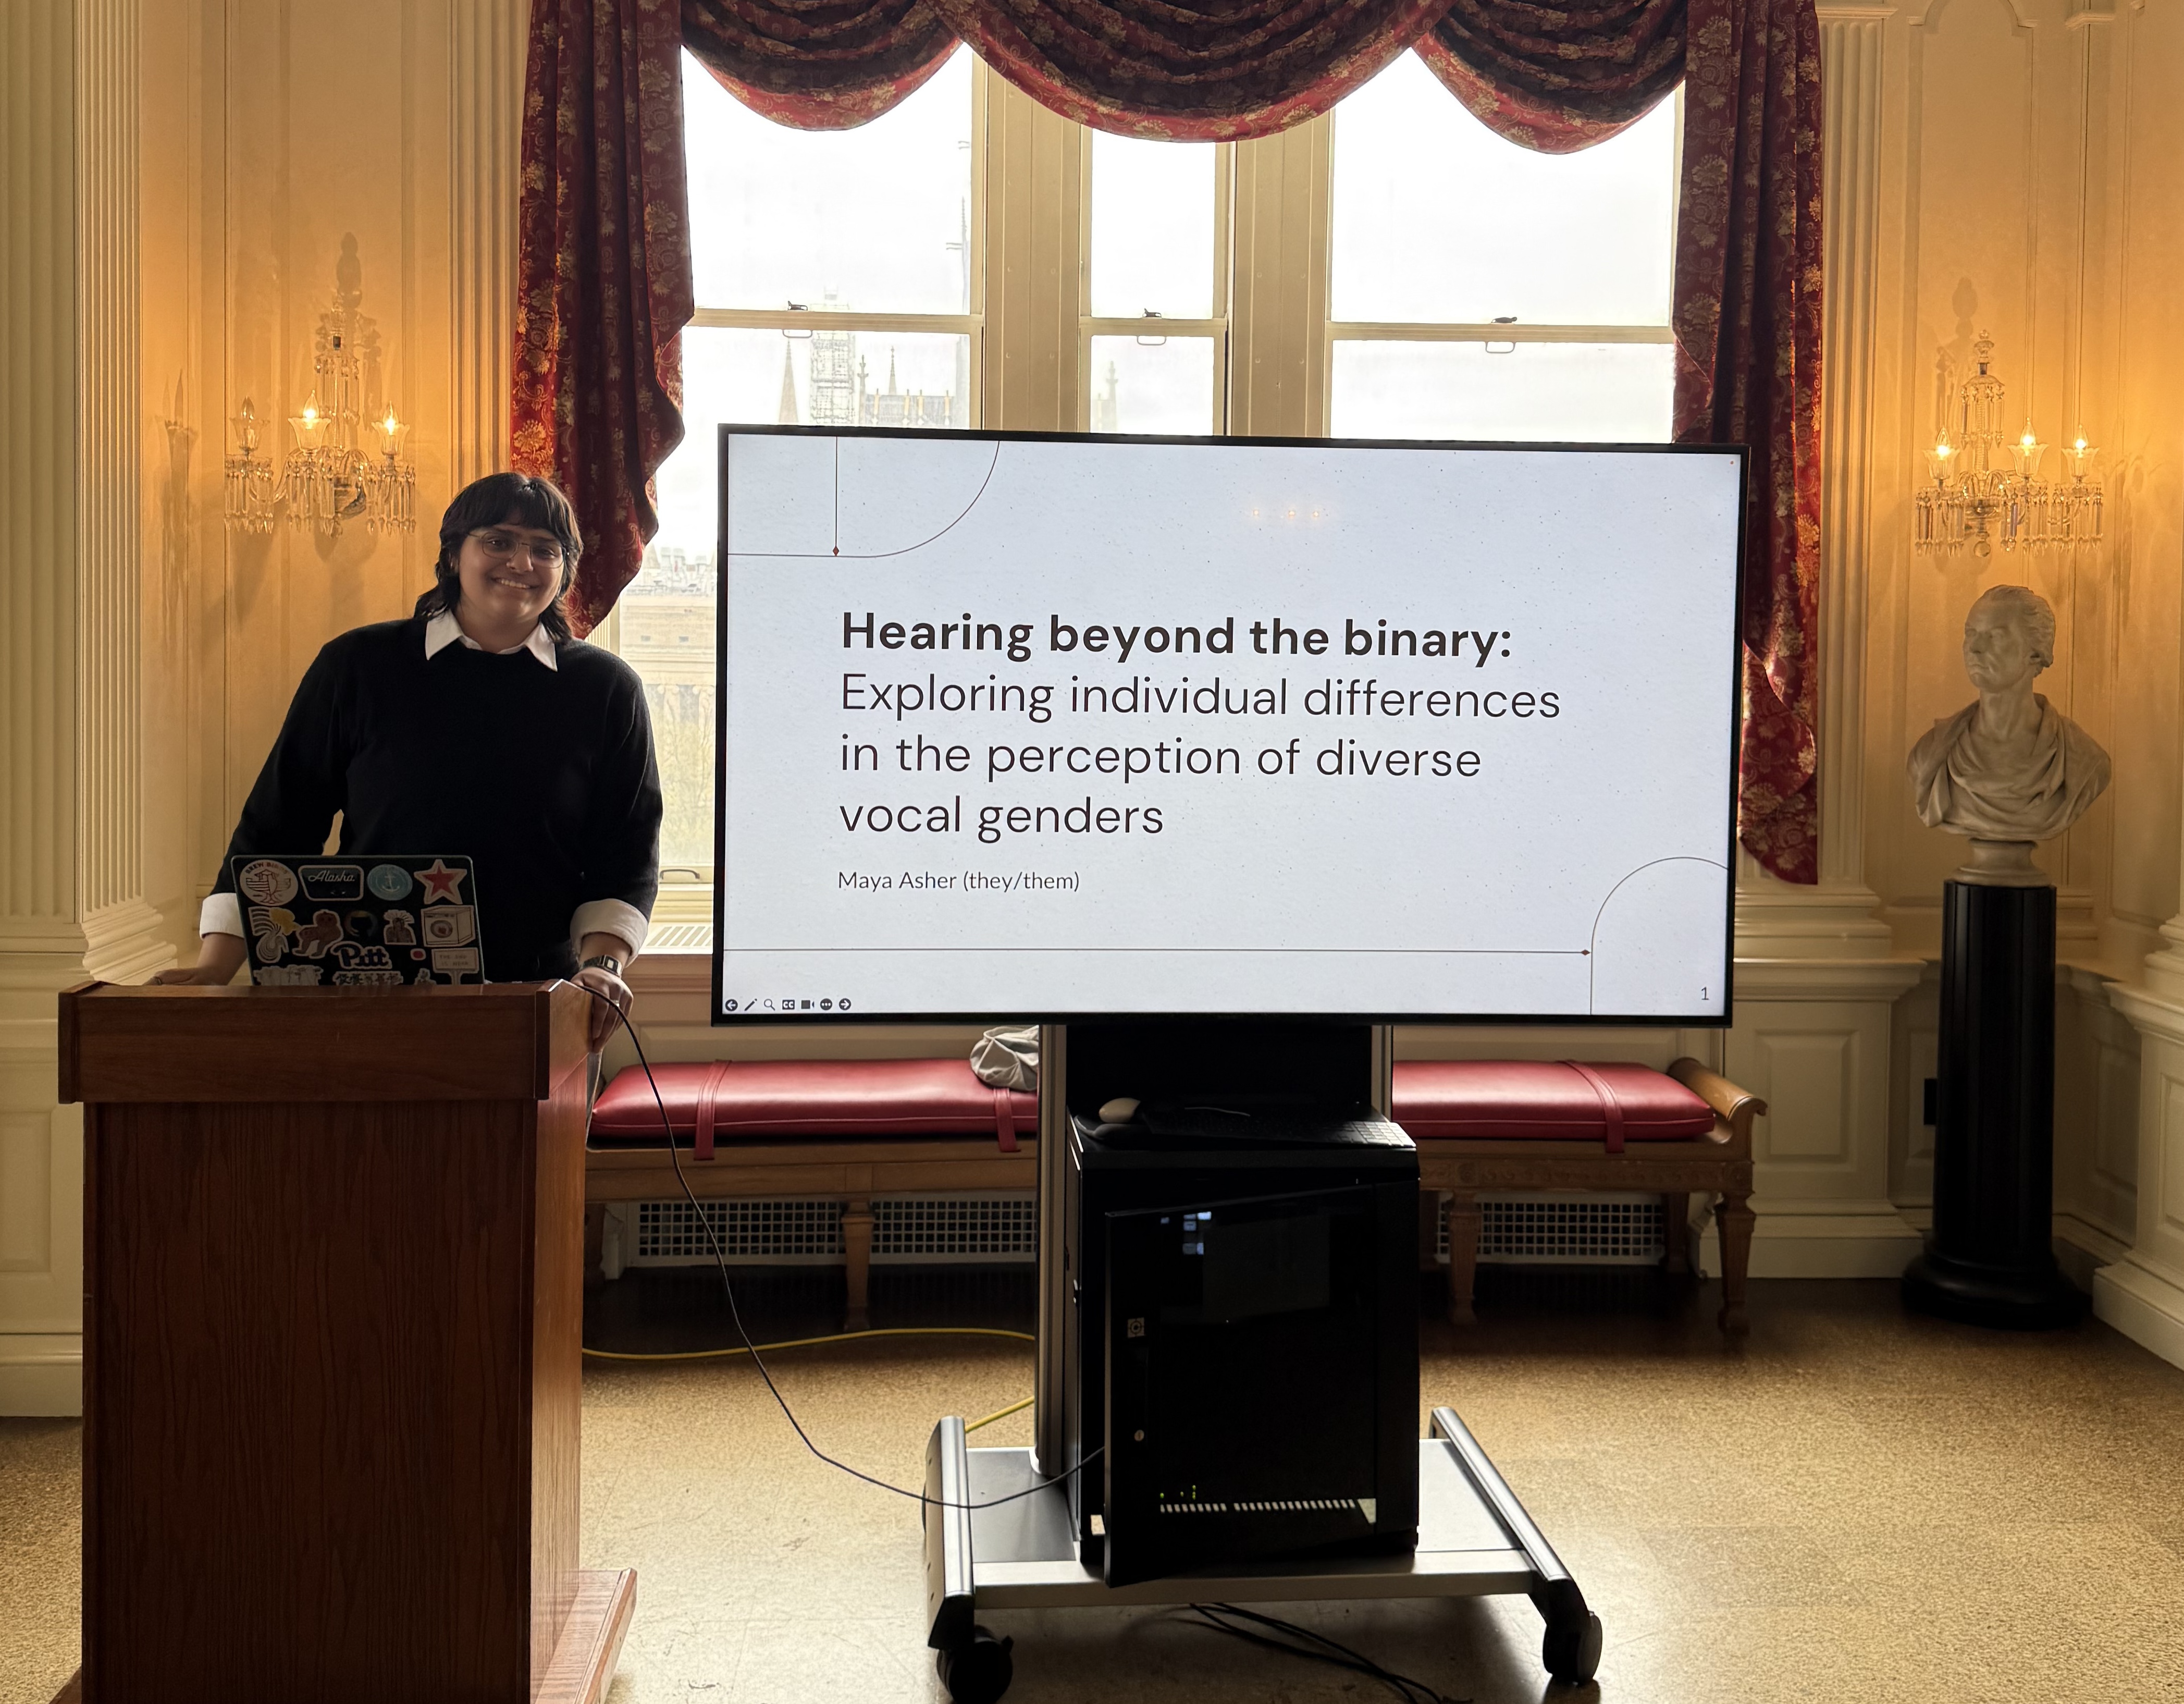 Alaska
Pitt
Hearing beyond the binary:
Exploring individual differences
in the perception of diverse
vocal genders
Maya Asher (they/them)
CC
1